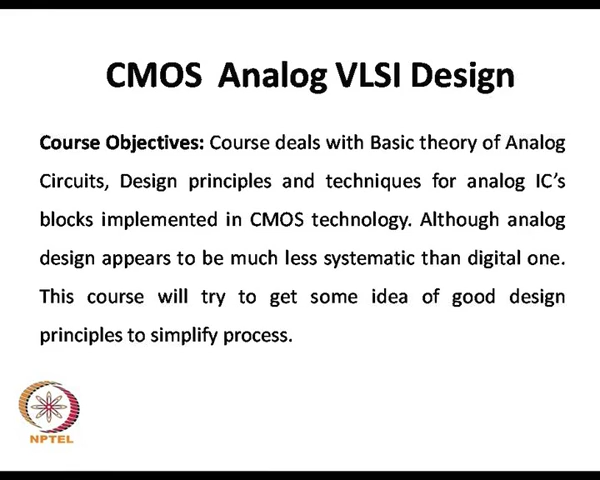 CMOS Analog VLSI Design
Course Objectives: Course deals with Basic theory of Analog
Circuits, Design principles and techniques for analog IC’s
blocks implemented in CMOS technology. Although analog
design appears to be much less systematic than digital one.
This course will try to get some idea of good design
principles to simplify process.
NPTEL